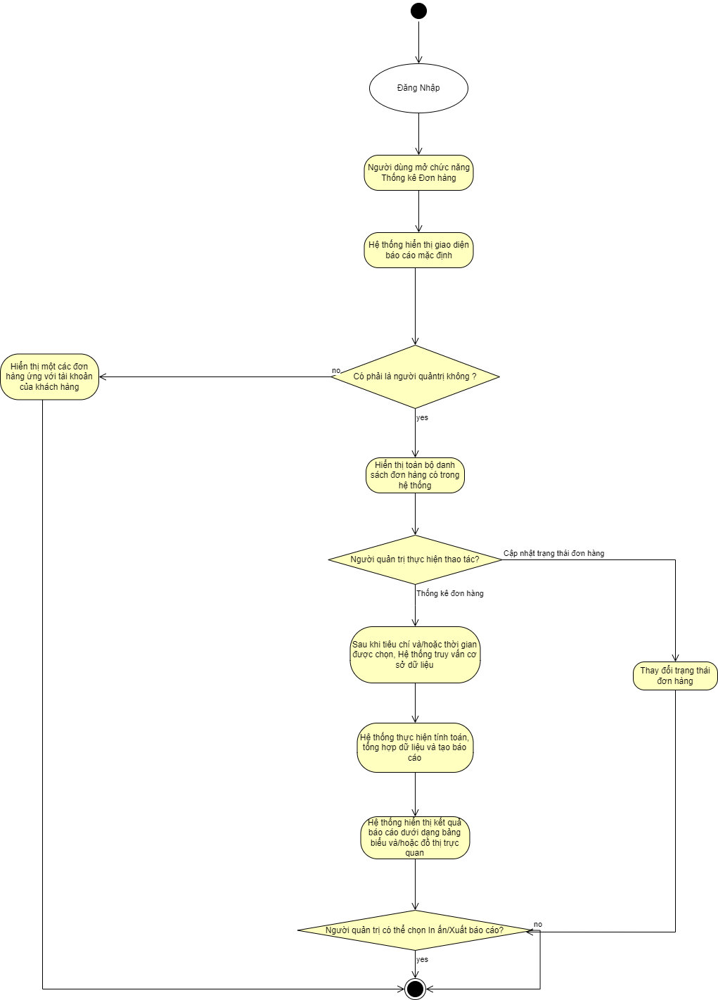 Đăng Nhập
Người dùng mở chức năng
Thống kê Đơn hàng
Hệ thống hiển thị giao diện
báo cáo mặc định
Hiển thị một các đơn
hàng ứng với tài khoản
của khách hàng
no
Có phải là người quảntrị không ?
yes
Hiển thị toàn bộ danh
sách đơn hàng có trong
hệ thống
Người quản trị thực hiện thao tác?
Cập nhật trạng thái đơn hàng
Thống kê đơn hàng
Sau khi tiêu chí và/hoặc thời gian
được chọn, Hệ thống truy vấn cơ
sở dữ liệu
Thay đổi trạng thái
đơn hàng
Hệ thống thực hiện tính toán,
tổng hợp dữ liệu và tạo báo
cáo
Hệ thống hiển thị kết quả
báo cáo dưới dạng bảng
biểu và/hoặc đồ thị trực
quan
Người quản trị có thể chọn In ấn/Xuất báo cáo?
no
yes